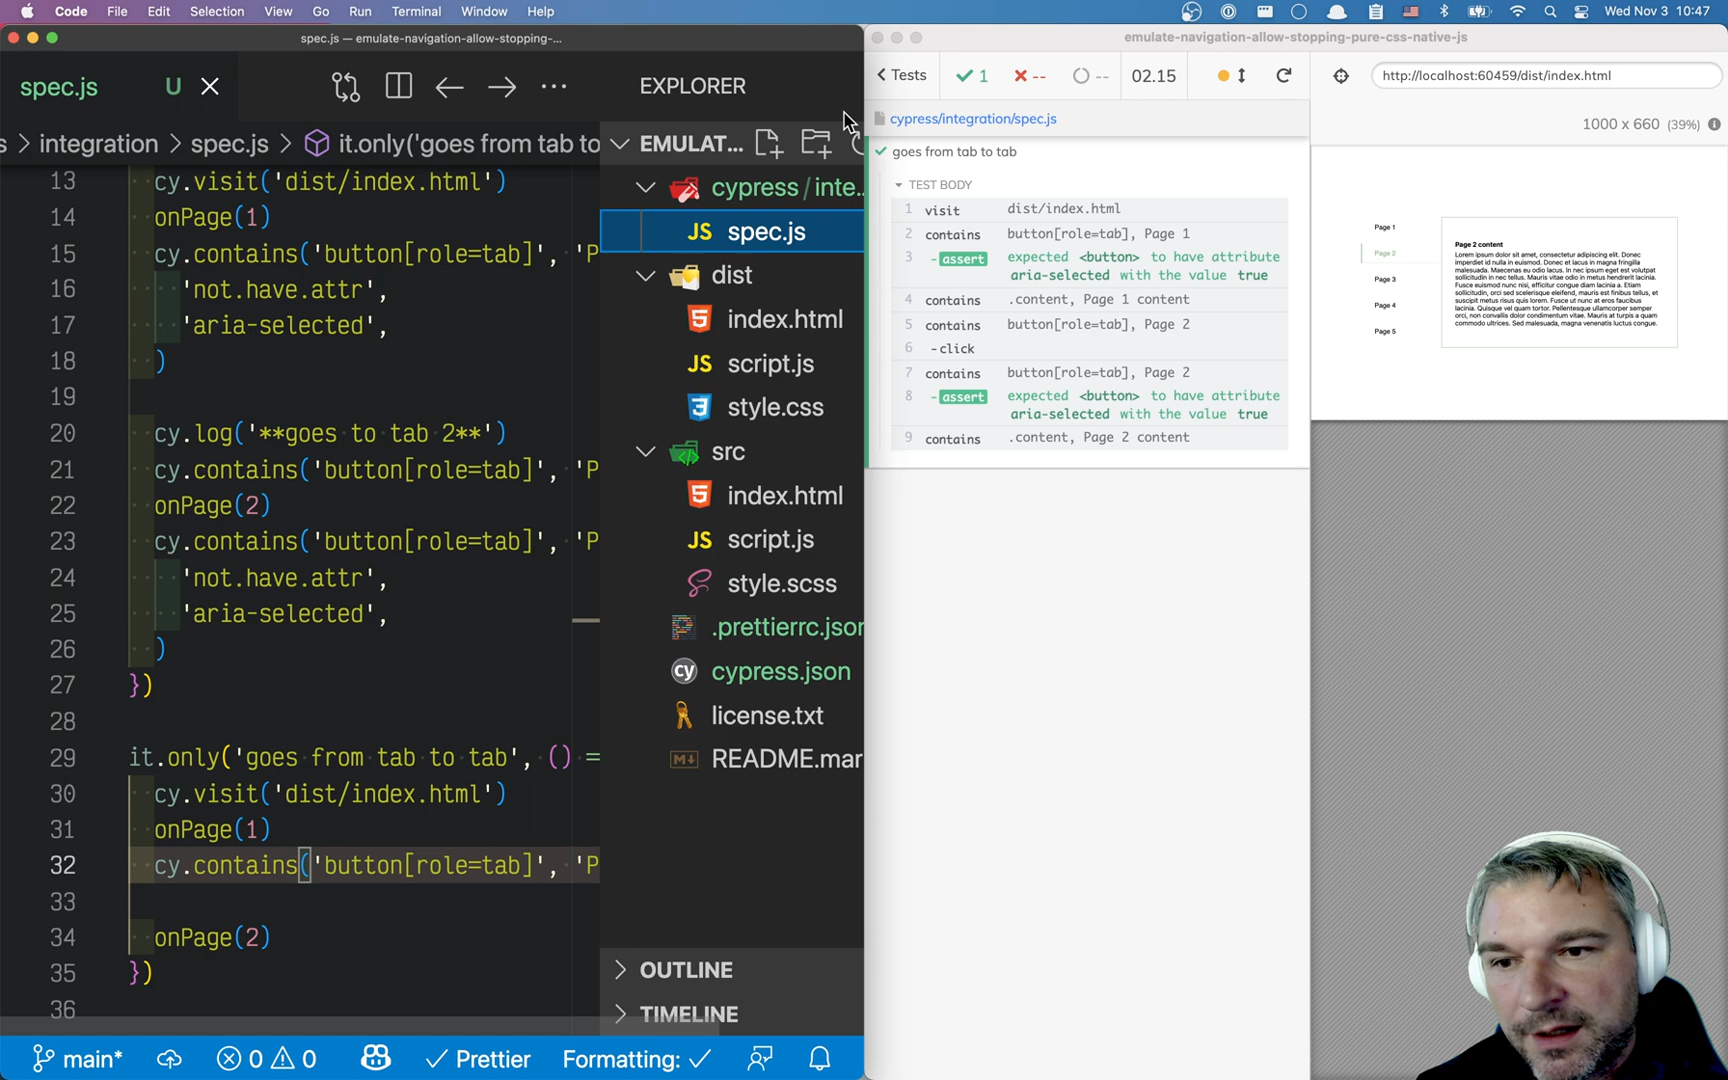 Code File Edit Selection View Go Run Terminal Window Help Wed Nov 3 10:47
spec.js — emulate-navigation-allow-stopping-...
emulate-navigation-allow-stopping-pure-css-native-js
spec.js U
s > integration > spec.js > it.only('goes from tab to
13 cy.visit('dist/index.html')
14 onPage(1)
15 cy.contains('button[role=tab]', 'P
16 'not.have.attr',
17 'aria-selected',
18 )
19
20 cy.log('**goes to tab 2**')
21 cy.contains('button[role=tab]', 'P
22 onPage(2)
23 cy.contains('button[role=tab]', 'P
24 'not.have.attr',
25 'aria-selected',
26 )
27 })
28
29 it.only('goes from tab to tab', () =
30 cy.visit('dist/index.html')
31 onPage(1)
32 cy.contains('button[role=tab]', 'P
33
34 onPage(2)
35 })
36
EXPLORER
EMULAT...
cypress / inte...
JS spec.js
dist
index.html
JS script.js
style.css
src
index.html
JS script.js
style.scss
.prettierrc.json
cy cypress.json
license.txt
README.mar
OUTLINE
TIMELINE
main* 0 0 Prettier Formatting:
Tests 1 -- -- 02.15
http://localhost:60459/dist/index.html
1000 x 660 (39%)
cypress/integration/spec.js
goes from tab to tab
TEST BODY
1 visit dist/index.html
2 contains button[role=tab], Page 1
3 -assert expected <button> to have attribute
aria-selected with the value true
4 contains .content, Page 1 content
5 contains button[role=tab], Page 2
6 -click
7 contains button[role=tab], Page 2
8 -assert expected <button> to have attribute
aria-selected with the value true
9 contains .content, Page 2 content
Page 1
Page 2
Page 3
Page 4
Page 5
Page 2 content
Lorem ipsum dolor sit amet, consectetur adipiscing elit. Donec
imperdiet id nulla in euismod. Donec et lacus in magna fringilla
malesuada. Maecenas eu odio lacus. In nec ipsum eget est volutpat
sollicitudin in nec tellus. Mauris vitae odio in metus hendrerit lacinia.
Fusce euismod nunc nisi, efficitur congue diam lacinia a. Etiam
sollicitudin, orci sed scelerisque eleifend, mauris est finibus tellus, et
suscipit metus risus quis lorem. Fusce ut nunc at eros faucibus
lacinia. Quisque vel quam tortor. Pellentesque ullamcorper semper
orci, non convallis dolor condimentum vitae. Mauris at turpis a quam
commodo ultrices. Sed malesuada, magna venenatis luctus congue.